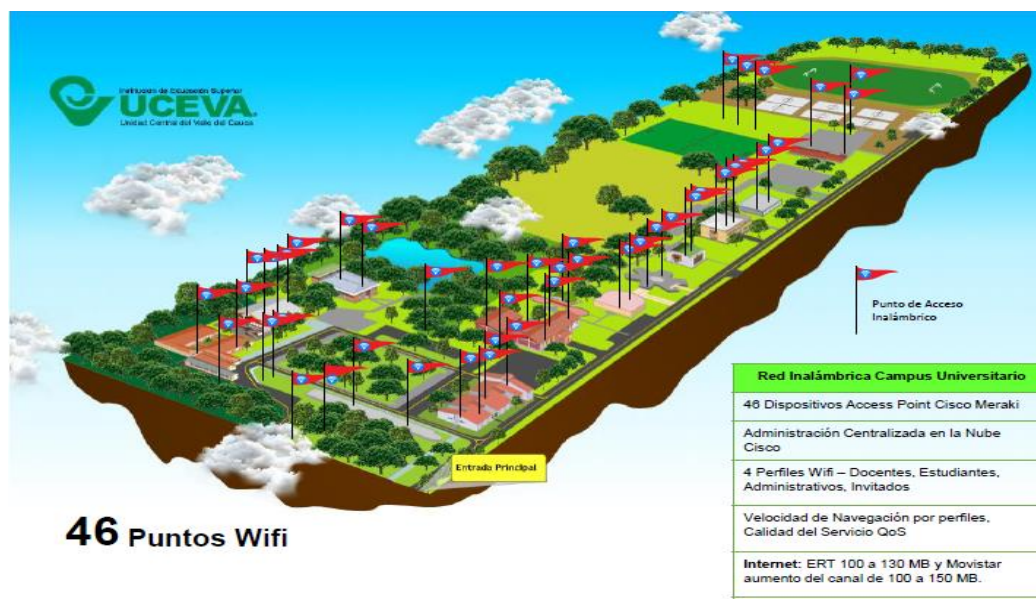 Institución de Educación Superior
UCEVA
Unidad Central del Valle del Cauca
Punto de Acceso
Inalámbrico
Red Inalámbrica Campus Universitario
46 Dispositivos Access Point Cisco Meraki
Administración Centralizada en la Nube
Cisco
4 Perfiles Wifi – Docentes, Estudiantes,
Administrativos, Invitados
Velocidad de Navegación por perfiles,
Calidad del Servicio QoS
Internet: ERT 100 a 130 MB y Movistar
aumento del canal de 100 a 150 MB.
Entrada Principal
46 Puntos Wifi